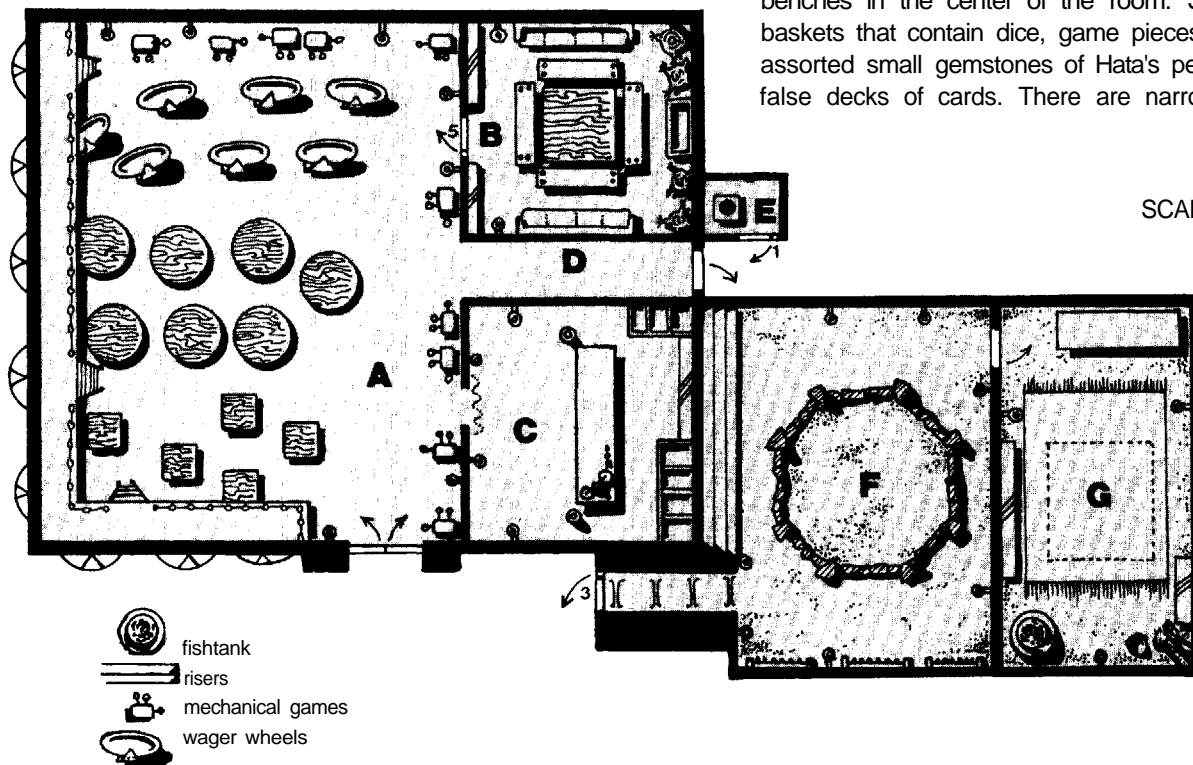 benches in the center of the room.
baskets that contain dice, game pieces
assorted small gemstones of Hata's
false decks of cards. There are
B
5
E
SCAL
1
D
A
C
F
G
3
fishtank
risers
mechanical games
wager wheels